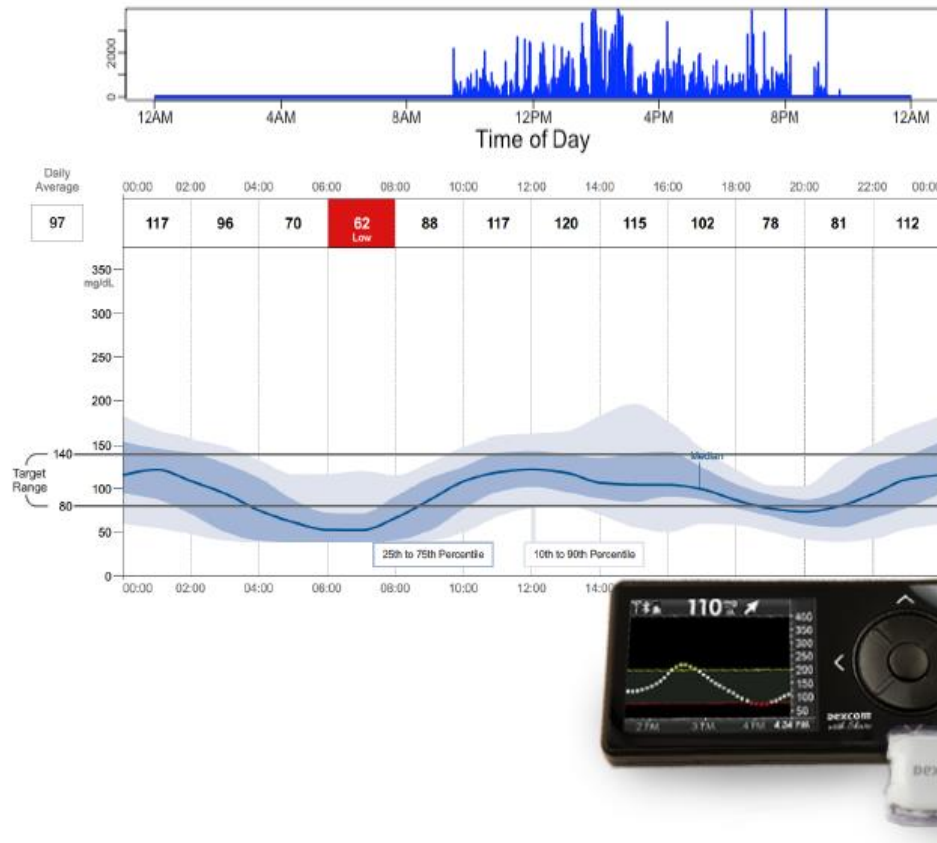 2000
0
12AM 4AM 8AM 12PM 4PM 8PM 12AM
Time of Day
Daily
Average
00:00 02:00 04:00 06:00 08:00 10:00 12:00 14:00 16:00 18:00 20:00 22:00 00:0
97 117 96 70 62 88 117 120 115 102 78 81 112
Low
350
mg/dL
300
250
200
150
140
Target
Range
100
80
50
0
Median
25th to 75th Percentile
10th to 90th Percentile
00:00 02:00 04:00 06:00 08:00 10:00 12:00 14:00
110
400
350
300
250
200
150
100
50
2 PM 3 PM 4 PM 4:34 PM
Dexcom
with Share
Dex